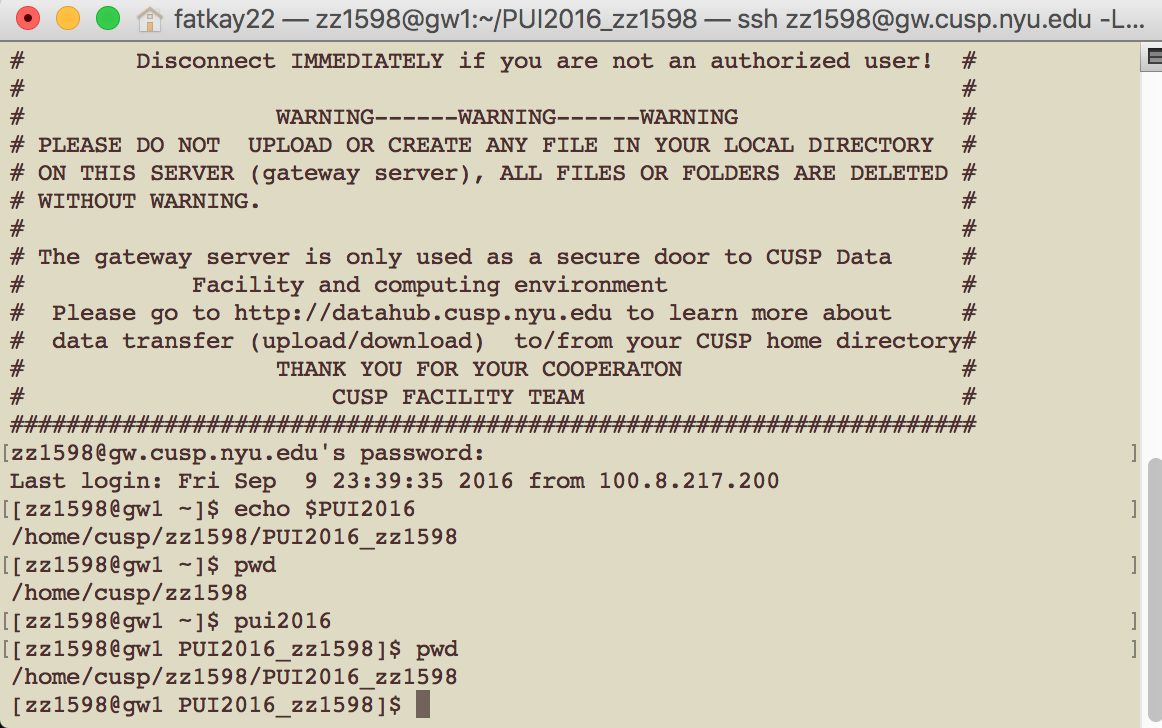 fatkay22 — zz1598@gw1:~/PUI2016_zz1598 — ssh zz1598@gw.cusp.nyu.edu -L...
#        Disconnect IMMEDIATELY if you are not an authorized user!  #
#                                                                    #
#                  WARNING------WARNING------WARNING                #
# PLEASE DO NOT  UPLOAD OR CREATE ANY FILE IN YOUR LOCAL DIRECTORY  #
# ON THIS SERVER (gateway server), ALL FILES OR FOLDERS ARE DELETED #
# WITHOUT WARNING.                                                  #
#                                                                    #
# The gateway server is only used as a secure door to CUSP Data     #
#            Facility and computing environment                     #
#  Please go to http://datahub.cusp.nyu.edu to learn more about     #
#  data transfer (upload/download)  to/from your CUSP home directory#
#                  THANK YOU FOR YOUR COOPERATON                    #
#                      CUSP FACILITY TEAM                           #
#####################################################################
[zz1598@gw.cusp.nyu.edu's password: ]
Last login: Fri Sep  9 23:39:35 2016 from 100.8.217.200
[[zz1598@gw1 ~]$ echo $PUI2016 ]
/home/cusp/zz1598/PUI2016_zz1598
[[zz1598@gw1 ~]$ pwd ]
/home/cusp/zz1598
[[zz1598@gw1 ~]$ pui2016 ]
[[zz1598@gw1 PUI2016_zz1598]$ pwd ]
/home/cusp/zz1598/PUI2016_zz1598
[zz1598@gw1 PUI2016_zz1598]$